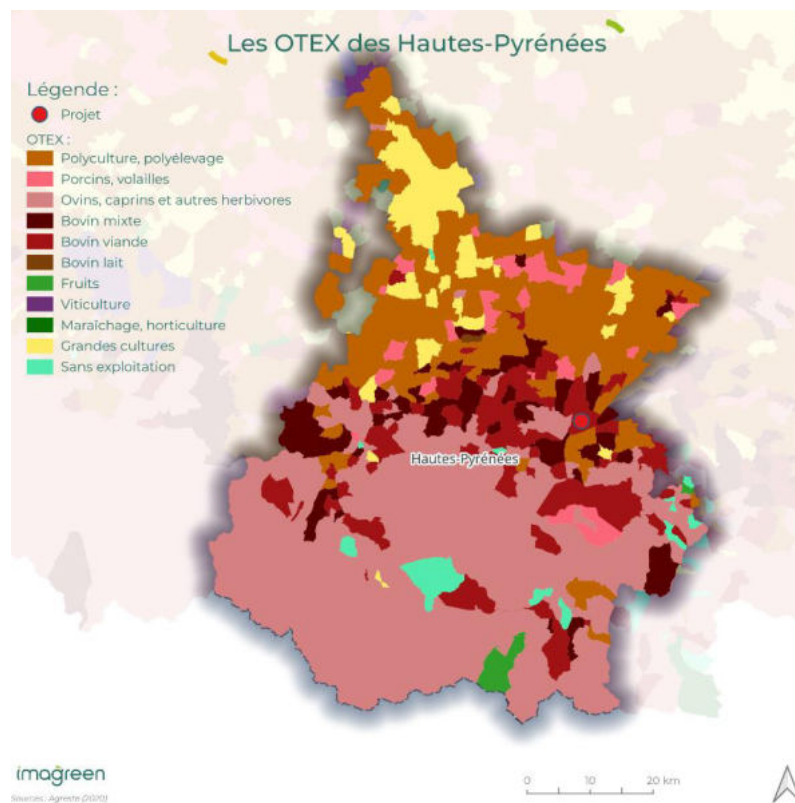 Les OTEX des Hautes-Pyrénées
Légende :
Projet
OTEX :
Polyculture, polyélevage
Porcins, volailles
Ovins, caprins et autres herbivores
Bovin mixte
Bovin viande
Bovin lait
Fruits
Viticulture
Maraîchage, horticulture
Grandes cultures
Sans exploitation
Hautes-Pyrénées
imagreen
Sources : Agreste (2020)
0 10 20 km